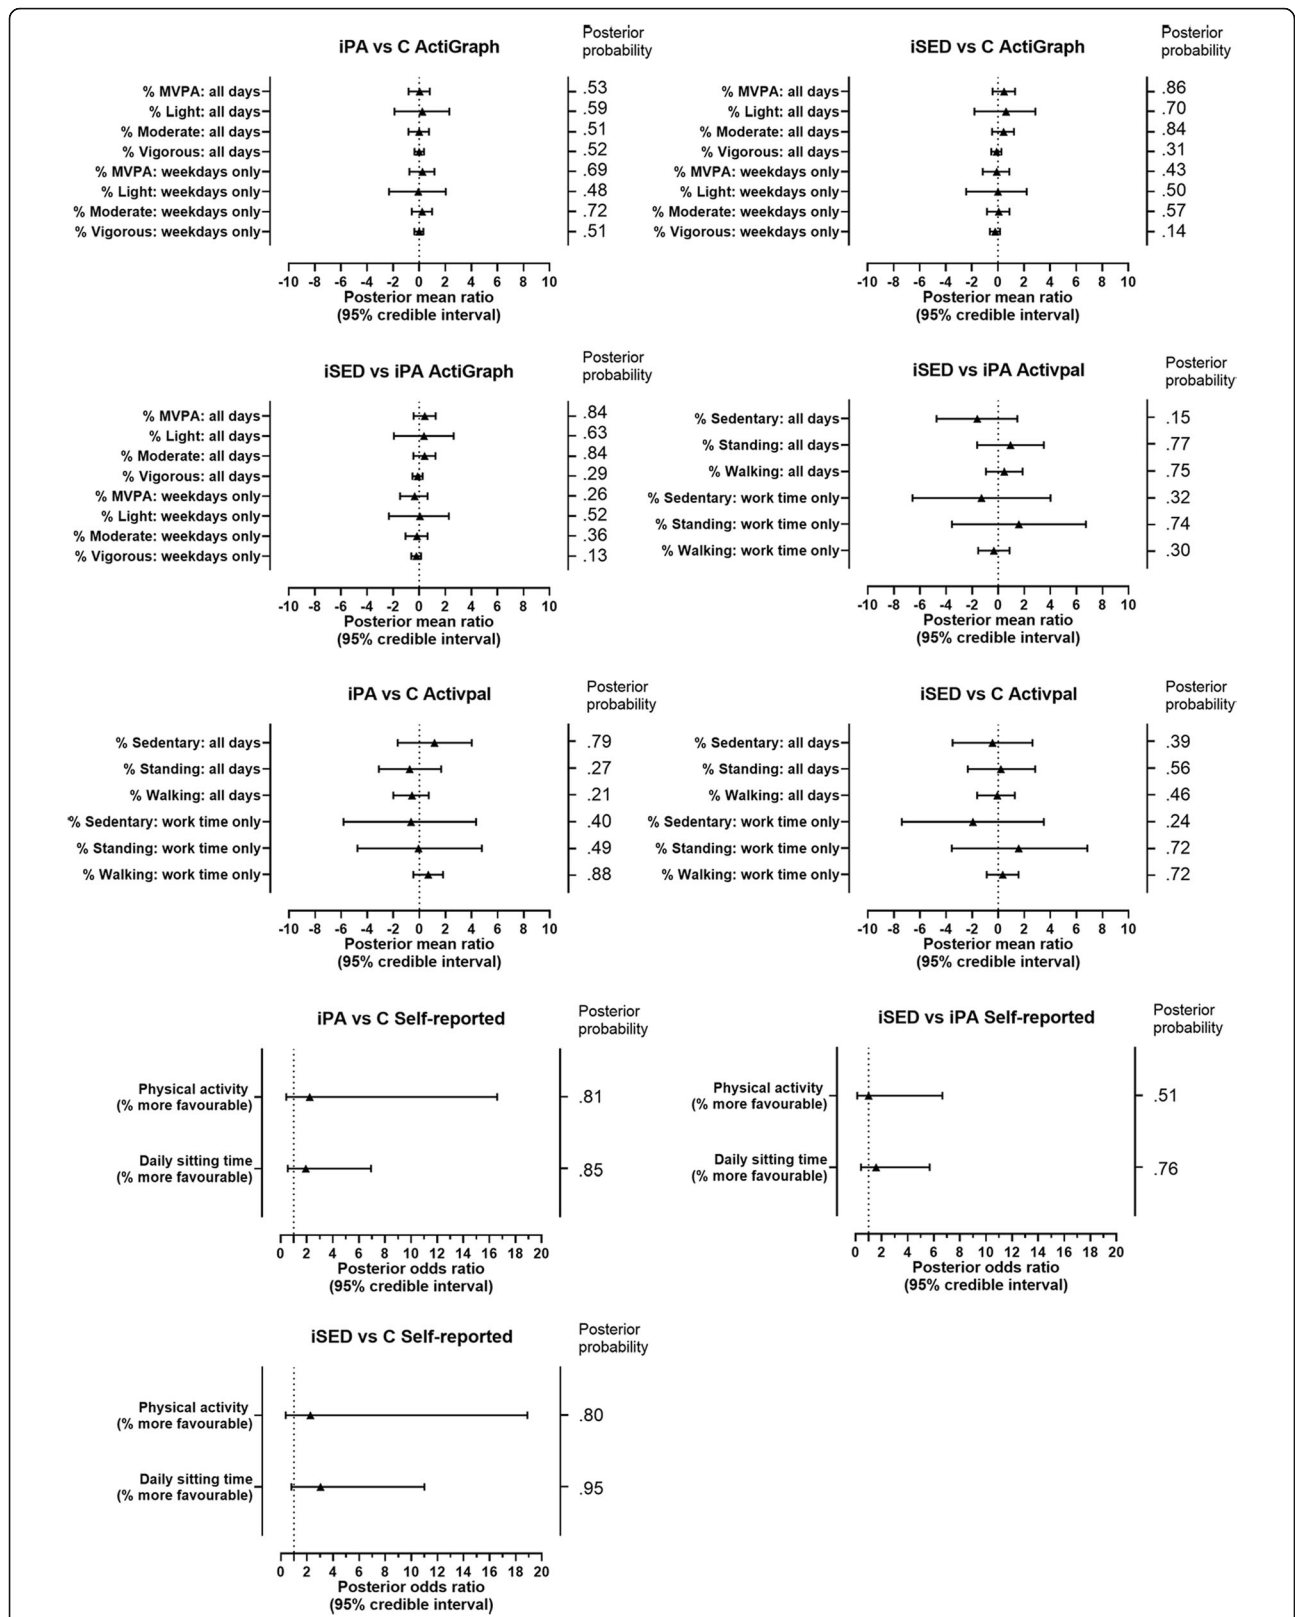 iPA vs C ActiGraph
Posterior
probability
% MVPA: all days
.53
% Light: all days
.59
% Moderate: all days
.51
% Vigorous: all days
.52
% MVPA: weekdays only
.69
% Light: weekdays only
.48
% Moderate: weekdays only
.72
% Vigorous: weekdays only
.51
-10 -8 -6 -4 -2 0 2 4 6 8 10
Posterior mean ratio
(95% credible interval)
iSED vs C ActiGraph
Posterior
probability
% MVPA: all days
.86
% Light: all days
.70
% Moderate: all days
.84
% Vigorous: all days
.31
% MVPA: weekdays only
.43
% Light: weekdays only
.50
% Moderate: weekdays only
.57
% Vigorous: weekdays only
.14
-10 -8 -6 -4 -2 0 2 4 6 8 10
Posterior mean ratio
(95% credible interval)
iSED vs iPA ActiGraph
Posterior
probability
% MVPA: all days
.84
% Light: all days
.63
% Moderate: all days
.84
% Vigorous: all days
.29
% MVPA: weekdays only
.26
% Light: weekdays only
.52
% Moderate: weekdays only
.36
% Vigorous: weekdays only
.13
-10 -8 -6 -4 -2 0 2 4 6 8 10
Posterior mean ratio
(95% credible interval)
iSED vs iPA Activpal
Posterior
probability
% Sedentary: all days
.15
% Standing: all days
.77
% Walking: all days
.75
% Sedentary: work time only
.32
% Standing: work time only
.74
% Walking: work time only
.30
-10 -8 -6 -4 -2 0 2 4 6 8 10
Posterior mean ratio
(95% credible interval)
iPA vs C Activpal
Posterior
probability
% Sedentary: all days
.79
% Standing: all days
.27
% Walking: all days
.21
% Sedentary: work time only
.40
% Standing: work time only
.49
% Walking: work time only
.88
-10 -8 -6 -4 -2 0 2 4 6 8 10
Posterior mean ratio
(95% credible interval)
iSED vs C Activpal
Posterior
probability
% Sedentary: all days
.39
% Standing: all days
.56
% Walking: all days
.46
% Sedentary: work time only
.24
% Standing: work time only
.72
% Walking: work time only
.72
-10 -8 -6 -4 -2 0 2 4 6 8 10
Posterior mean ratio
(95% credible interval)
iPA vs C Self-reported
Posterior
probability
Physical activity
(% more favourable)
.81
Daily sitting time
(% more favourable)
.85
0 2 4 6 8 10 12 14 16 18 20
Posterior odds ratio
(95% credible interval)
iSED vs iPA Self-reported
Posterior
probability
Physical activity
(% more favourable)
.51
Daily sitting time
(% more favourable)
.76
0 2 4 6 8 10 12 14 16 18 20
Posterior odds ratio
(95% credible interval)
iSED vs C Self-reported
Posterior
probability
Physical activity
(% more favourable)
.80
Daily sitting time
(% more favourable)
.95
0 2 4 6 8 10 12 14 16 18 20
Posterior odds ratio
(95% credible interval)